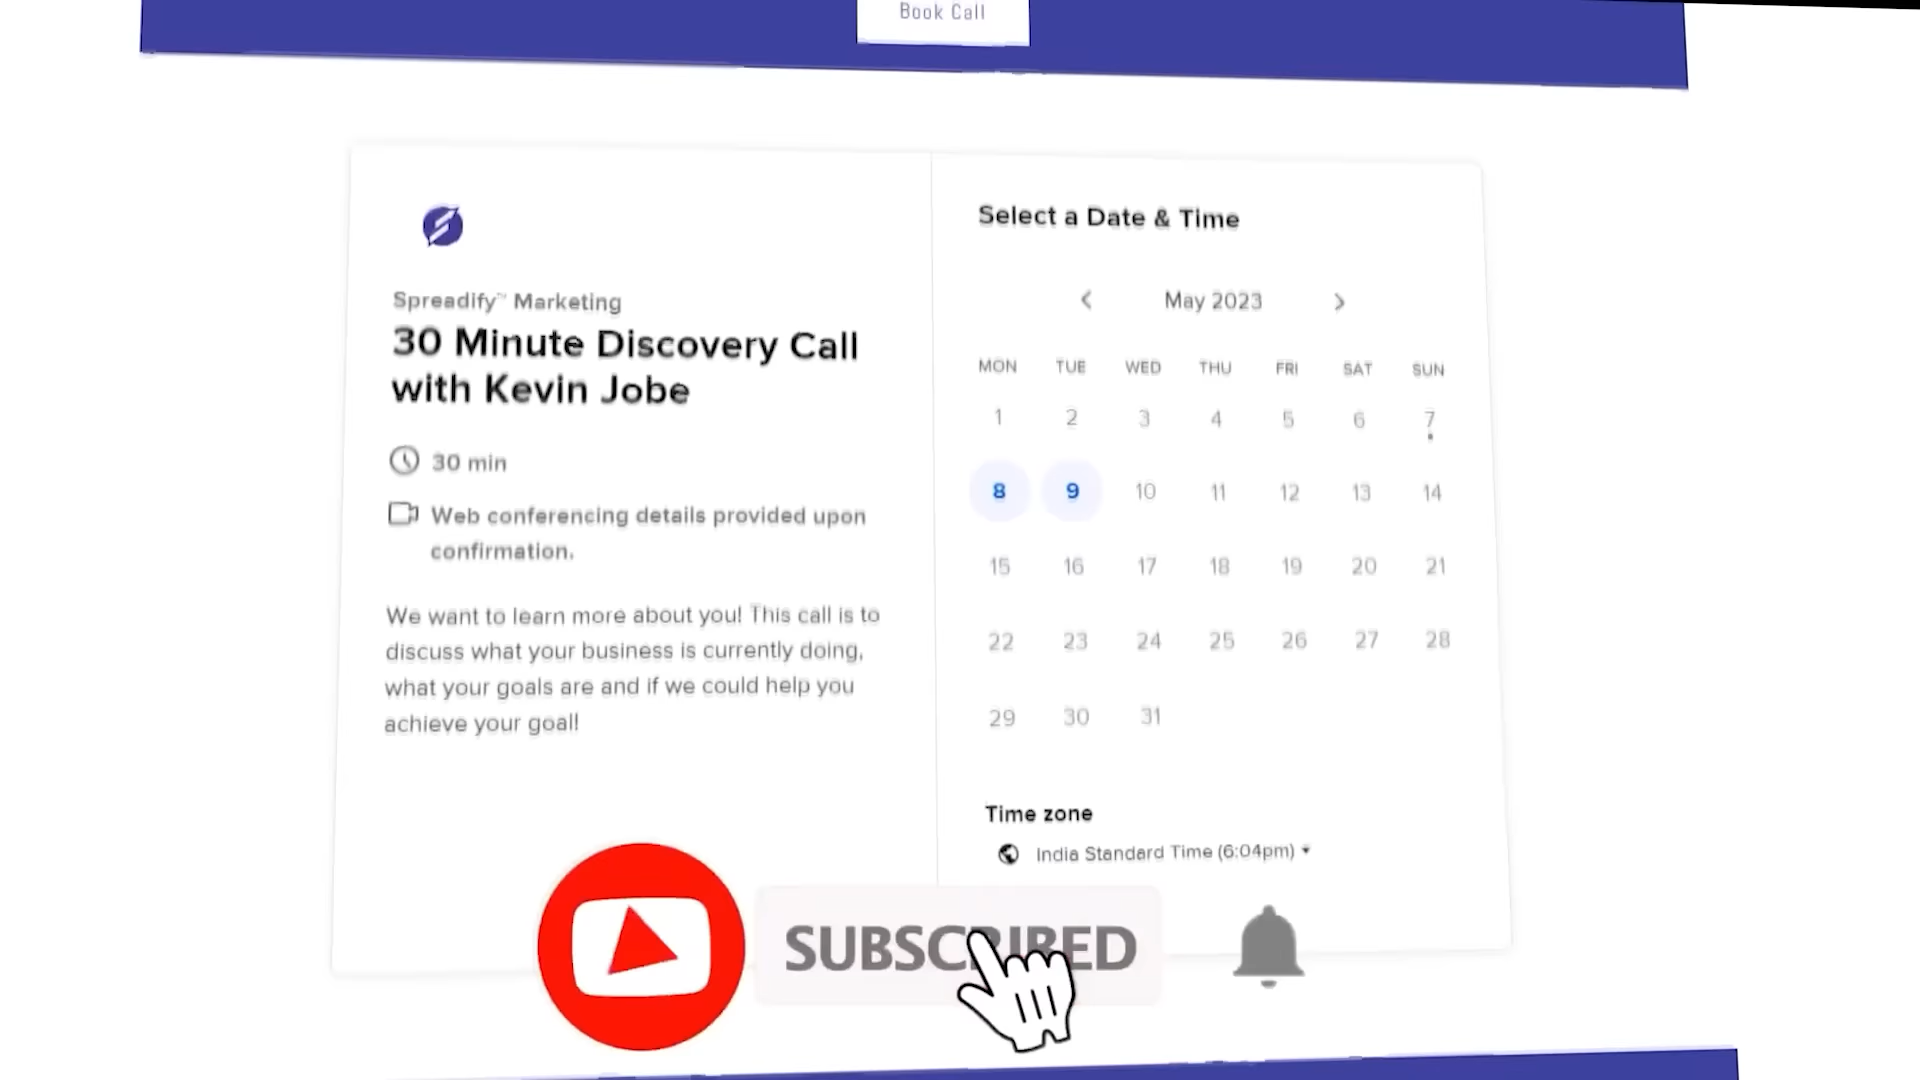 Book Call
Spreadify™ Marketing
30 Minute Discovery Call
with Kevin Jobe
30 min
Web conferencing details provided upon
confirmation.
We want to learn more about you! This call is to
discuss what your business is currently doing,
what your goals are and if we could help you
achieve your goal!
Select a Date & Time
May 2023
MON TUE WED THU FRI SAT SUN
1 2 3 4 5 6 7
8 9 10 11 12 13 14
15 16 17 18 19 20 21
22 23 24 25 26 27 28
29 30 31
Time zone
India Standard Time (6:04pm)
SUBSCRIBED